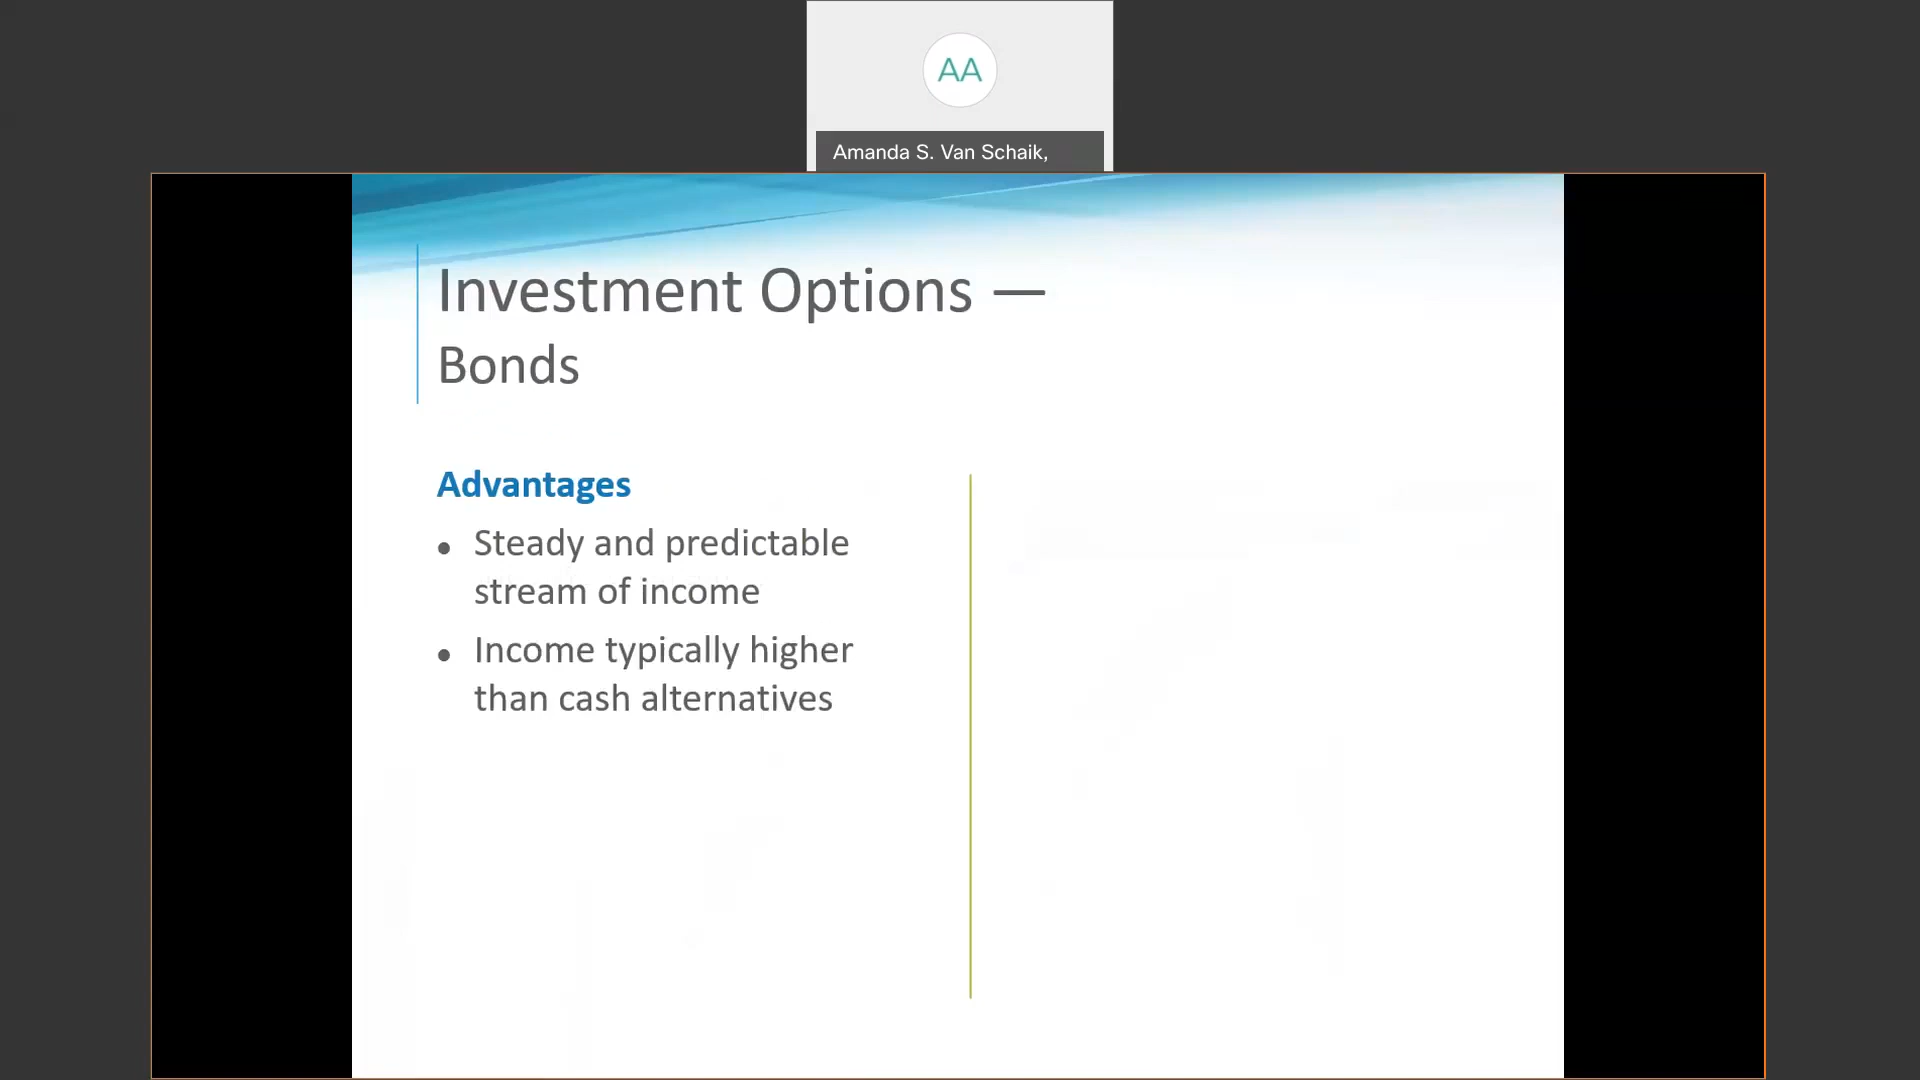 AA
Amanda S. Van Schaik,
Investment Options —
Bonds
Advantages
• Steady and predictable
stream of income
• Income typically higher
than cash alternatives